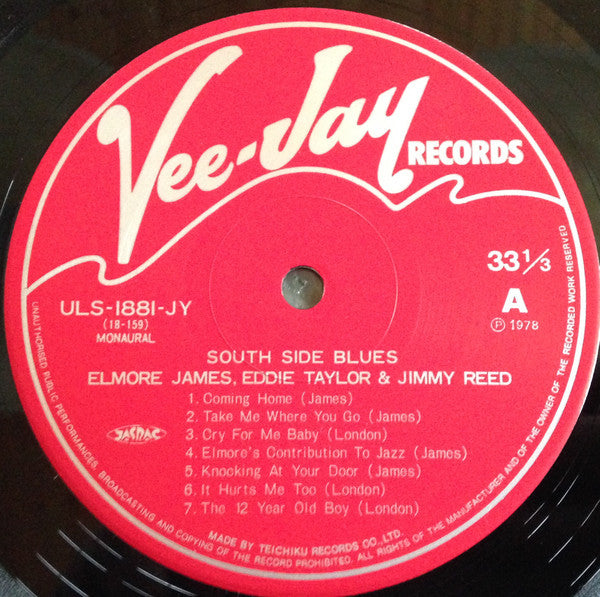 Vee-Jay
RECORDS
33 1/3
ULS-1881-JY
(18-159)
MONAURAL
A
Ⓟ 1978
SOUTH SIDE BLUES
ELMORE JAMES, EDDIE TAYLOR & JIMMY REED
JASRAC
1. Coming Home (James)
2. Take Me Where You Go (James)
3. Cry For Me Baby (London)
4. Elmore's Contribution To Jazz (James)
5. Knocking At Your Door (James)
6. It Hurts Me Too (London)
7. The 12 Year Old Boy (London)
MADE BY TEICHIKU RECORDS CO., LTD.
UNAUTHORISED PUBLIC PERFORMANCES, BROADCASTING AND COPYING OF THE RECORD PROHIBITED. ALL RIGHTS OF THE MANUFACTURER AND OF THE OWNER OF THE RECORDED WORK RESERVED